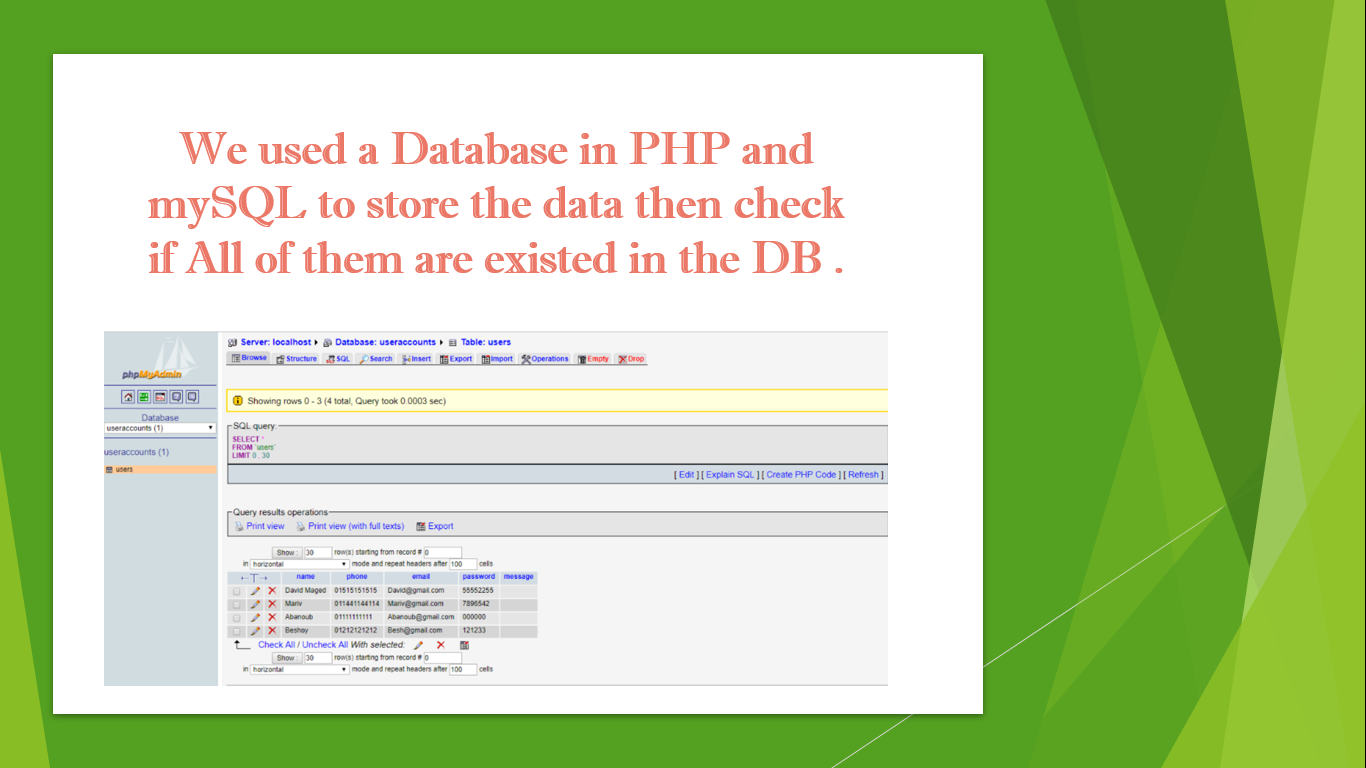 We used a Database in PHP and
mySQL to store the data then check
if All of them are existed in the DB .
phpMyAdmin
Server: localhost Database: useraccounts Table: users
Browse Structure SQL Search Insert Export Import Operations Empty Drop
Database
useraccounts (1)
useraccounts (1)
users
Showing rows 0 - 3 (4 total, Query took 0.0003 sec)
SQL query:
SELECT *
FROM `users`
LIMIT 0 , 30
[ Edit ] [ Explain SQL ] [ Create PHP Code ] [ Refresh ]
Query results operations
Print view Print view (with full texts) Export
Show : 30 row(s) starting from record # 0
in horizontal mode and repeat headers after 100 cells
←T→ name phone email password message
David Maged 01515151515 David@gmail.com 55552255
Mariv 011441144114 Mariv@gmail.com 7896542
Abanoub 01111111111 Abanoub@gmail.com 000000
Beshoy 01212121212 Besh@gmail.com 121233
Check All / Uncheck All With selected:
Show : 30 row(s) starting from record # 0
in horizontal mode and repeat headers after 100 cells